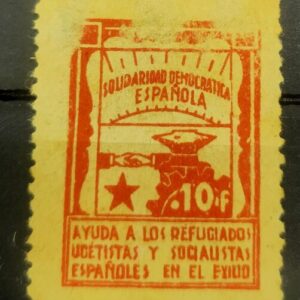 SOLIDARIDAD DEMOCRATICA
ESPAÑOLA
10 F
AYUDA A LOS REFUGIADOS
UGETISTAS Y SOCIALISTAS
ESPAÑOLES EN EL EXILIO